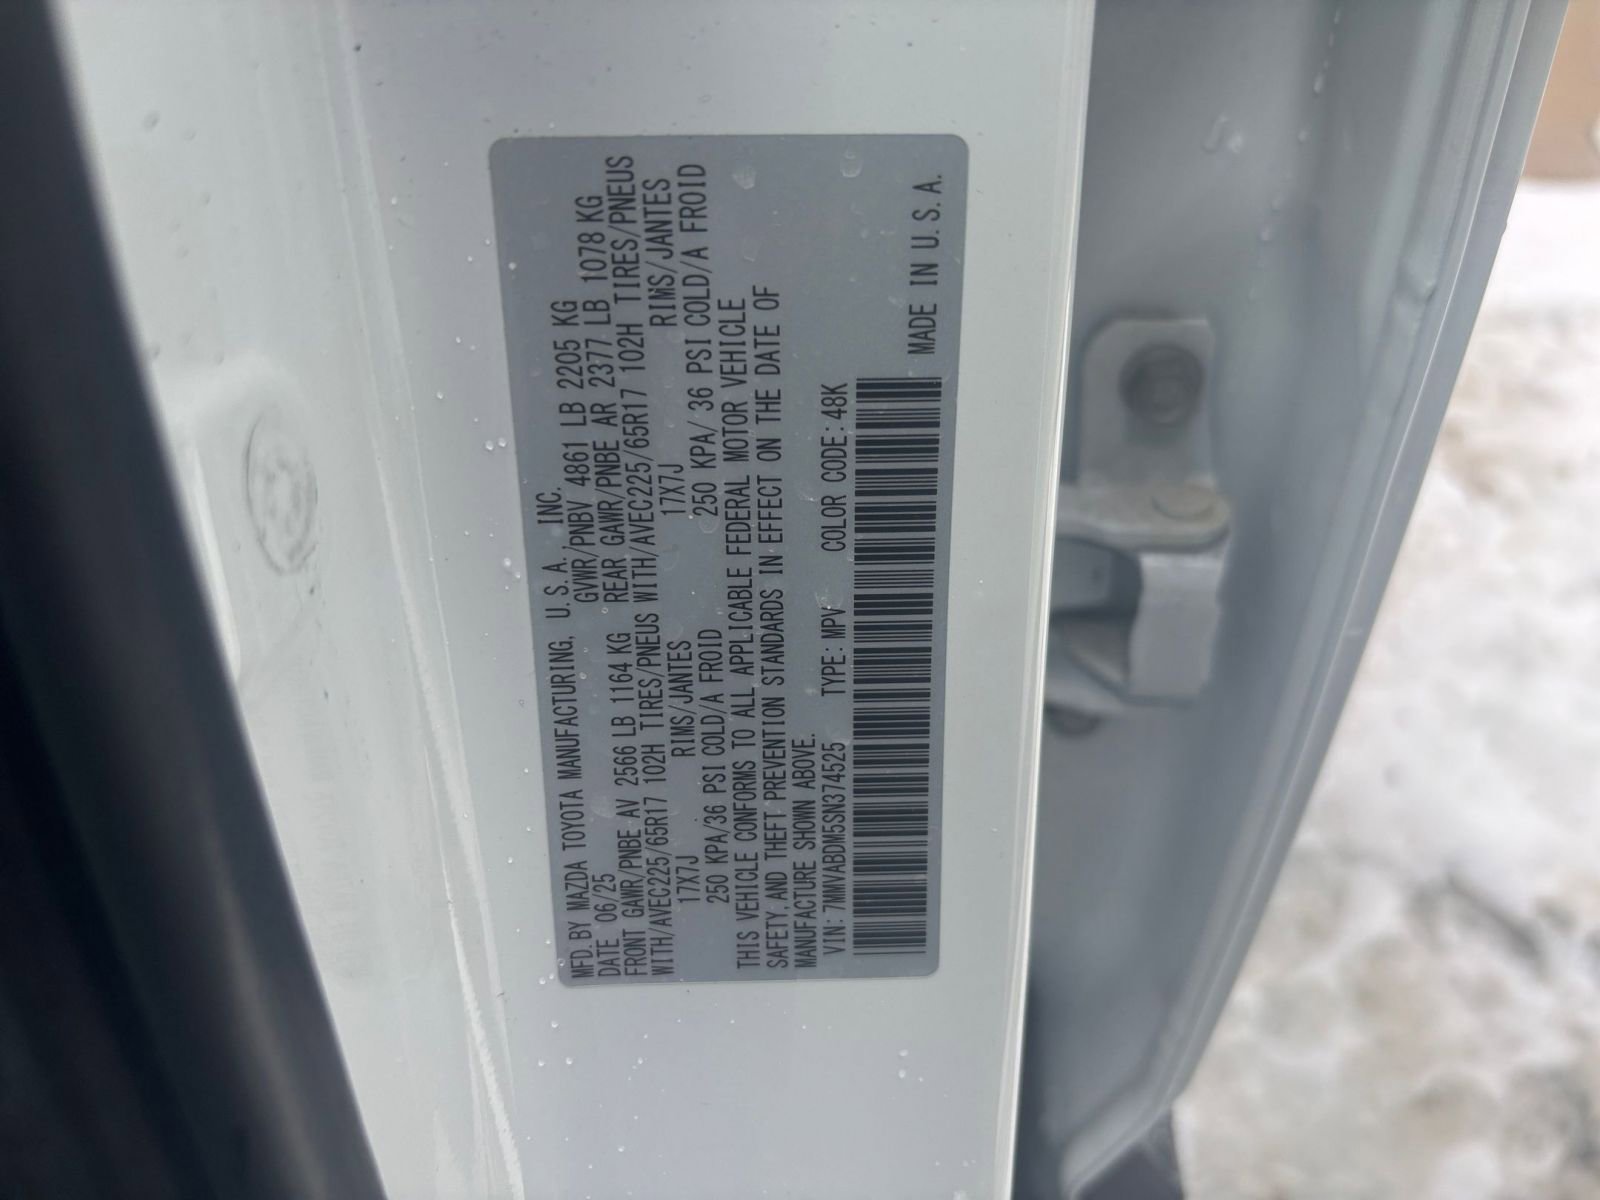 MFD. BY MAZDA TOYOTA MANUFACTURING, U. S. A. INC.
DATE 06/25 GVWR/PNBV 4861 LB 2205 KG
FRONT GAWR/PNBE AV 2566 LB 1164 KG REAR GAWR/PNBE AR 2377 LB 1078 KG
WITH/AVEC225/65R17 102H TIRES/PNEUS WITH/AVEC225/65R17 102H TIRES/PNEUS
17X7J RIMS/JANTES 17X7J RIMS/JANTES
250 KPA/36 PSI COLD/A FROID 250 KPA/ 36 PSI COLD/A FROID
THIS VEHICLE CONFORMS TO ALL APPLICABLE FEDERAL MOTOR VEHICLE
SAFETY, AND THEFT PREVENTION STANDARDS IN EFFECT ON THE DATE OF
MANUFACTURE SHOWN ABOVE.
VIN: 7MMVABDM5SN374525 TYPE: MPV COLOR CODE: 48K
MADE IN U. S. A.